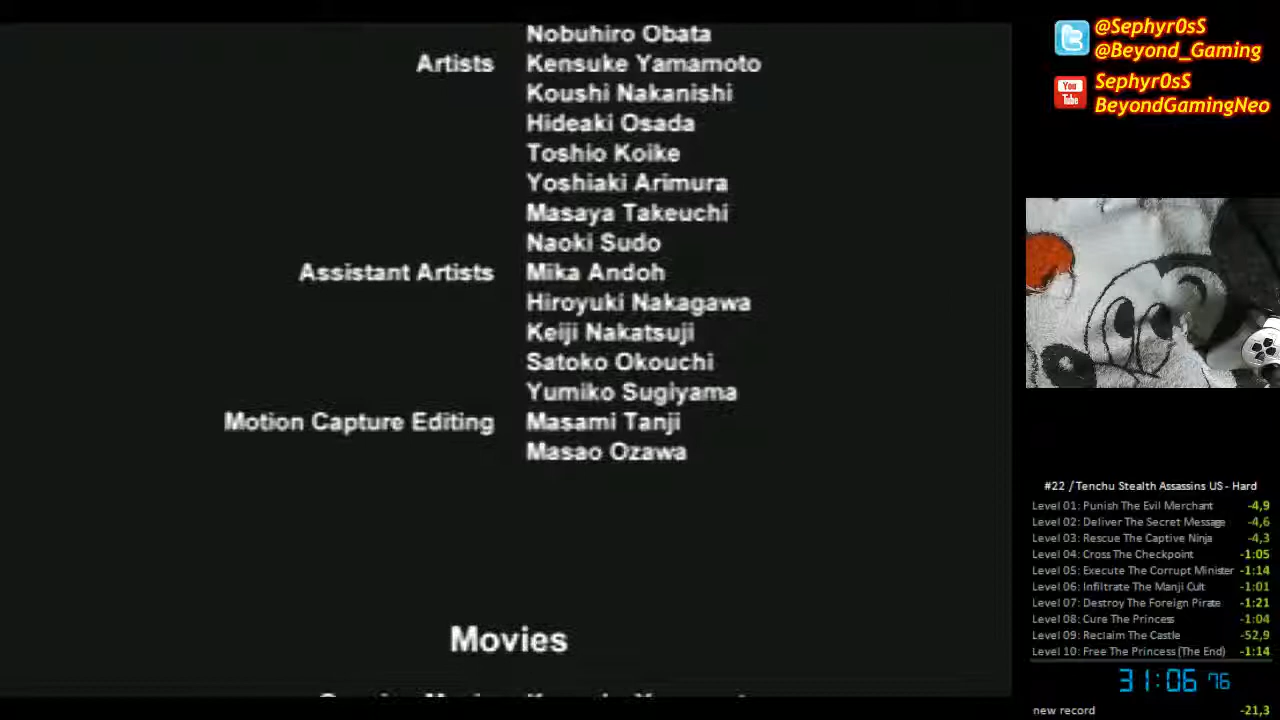 Nobuhiro Obata
Artists Kensuke Yamamoto
Koushi Nakanishi
Hideaki Osada
Toshio Koike
Yoshiaki Arimura
Masaya Takeuchi
Naoki Sudo
Assistant Artists Mika Andoh
Hiroyuki Nakagawa
Keiji Nakatsuji
Satoko Okouchi
Yumiko Sugiyama
Motion Capture Editing Masami Tanji
Masao Ozawa
Movies
@Sephyr0sS
@Beyond_Gaming
You Tube
Sephyr0sS
BeyondGamingNeo
#22 / Tenchu Stealth Assassins US - Hard
Level 01: Punish The Evil Merchant -4,9
Level 02: Deliver The Secret Message -4,6
Level 03: Rescue The Captive Ninja -4,3
Level 04: Cross The Checkpoint -1:05
Level 05: Execute The Corrupt Minister -1:14
Level 06: Infiltrate The Manji Cult -1:01
Level 07: Destroy The Foreign Pirate -1:21
Level 08: Cure The Princess -1:04
Level 09: Reclaim The Castle -52,9
Level 10: Free The Princess (The End) -1:14
31:06 76
new record -21,3